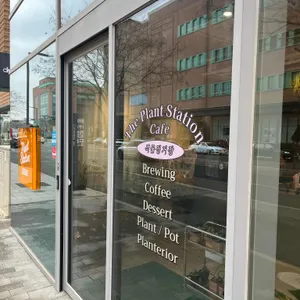 The Plant Station
Cafe
식물정거장
Brewing
Coffee
Dessert
Plant / Pot
Planterior